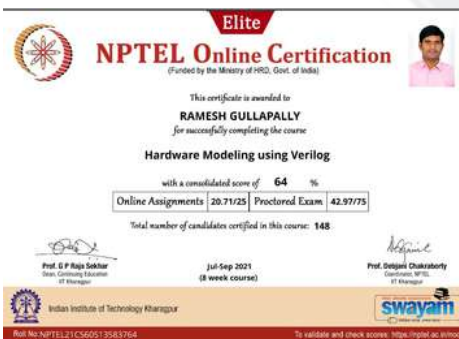 Elite
NPTEL Online Certification
(Funded by the Ministry of HRD, Govt. of India)
This certificate is awarded to
RAMESH GULLAPALLY
for successfully completing the course
Hardware Modeling using Verilog
with a consolidated score of 64 %
Online Assignments 20.71/25 Proctored Exam 42.97/75
Total number of candidates certified in this course: 148
Prof. G P Raja Sekhar
Dean, Continuing Education
IIT Kharagpur
Jul-Sep 2021
(8 week course)
Prof. Debjani Chakraborty
Coordinator, NPTEL
IIT Kharagpur
Indian Institute of Technology Kharagpur
swayam
Roll No:NPTEL21CS60S13583764
To validate and check scores: https://nptel.ac.in/noc